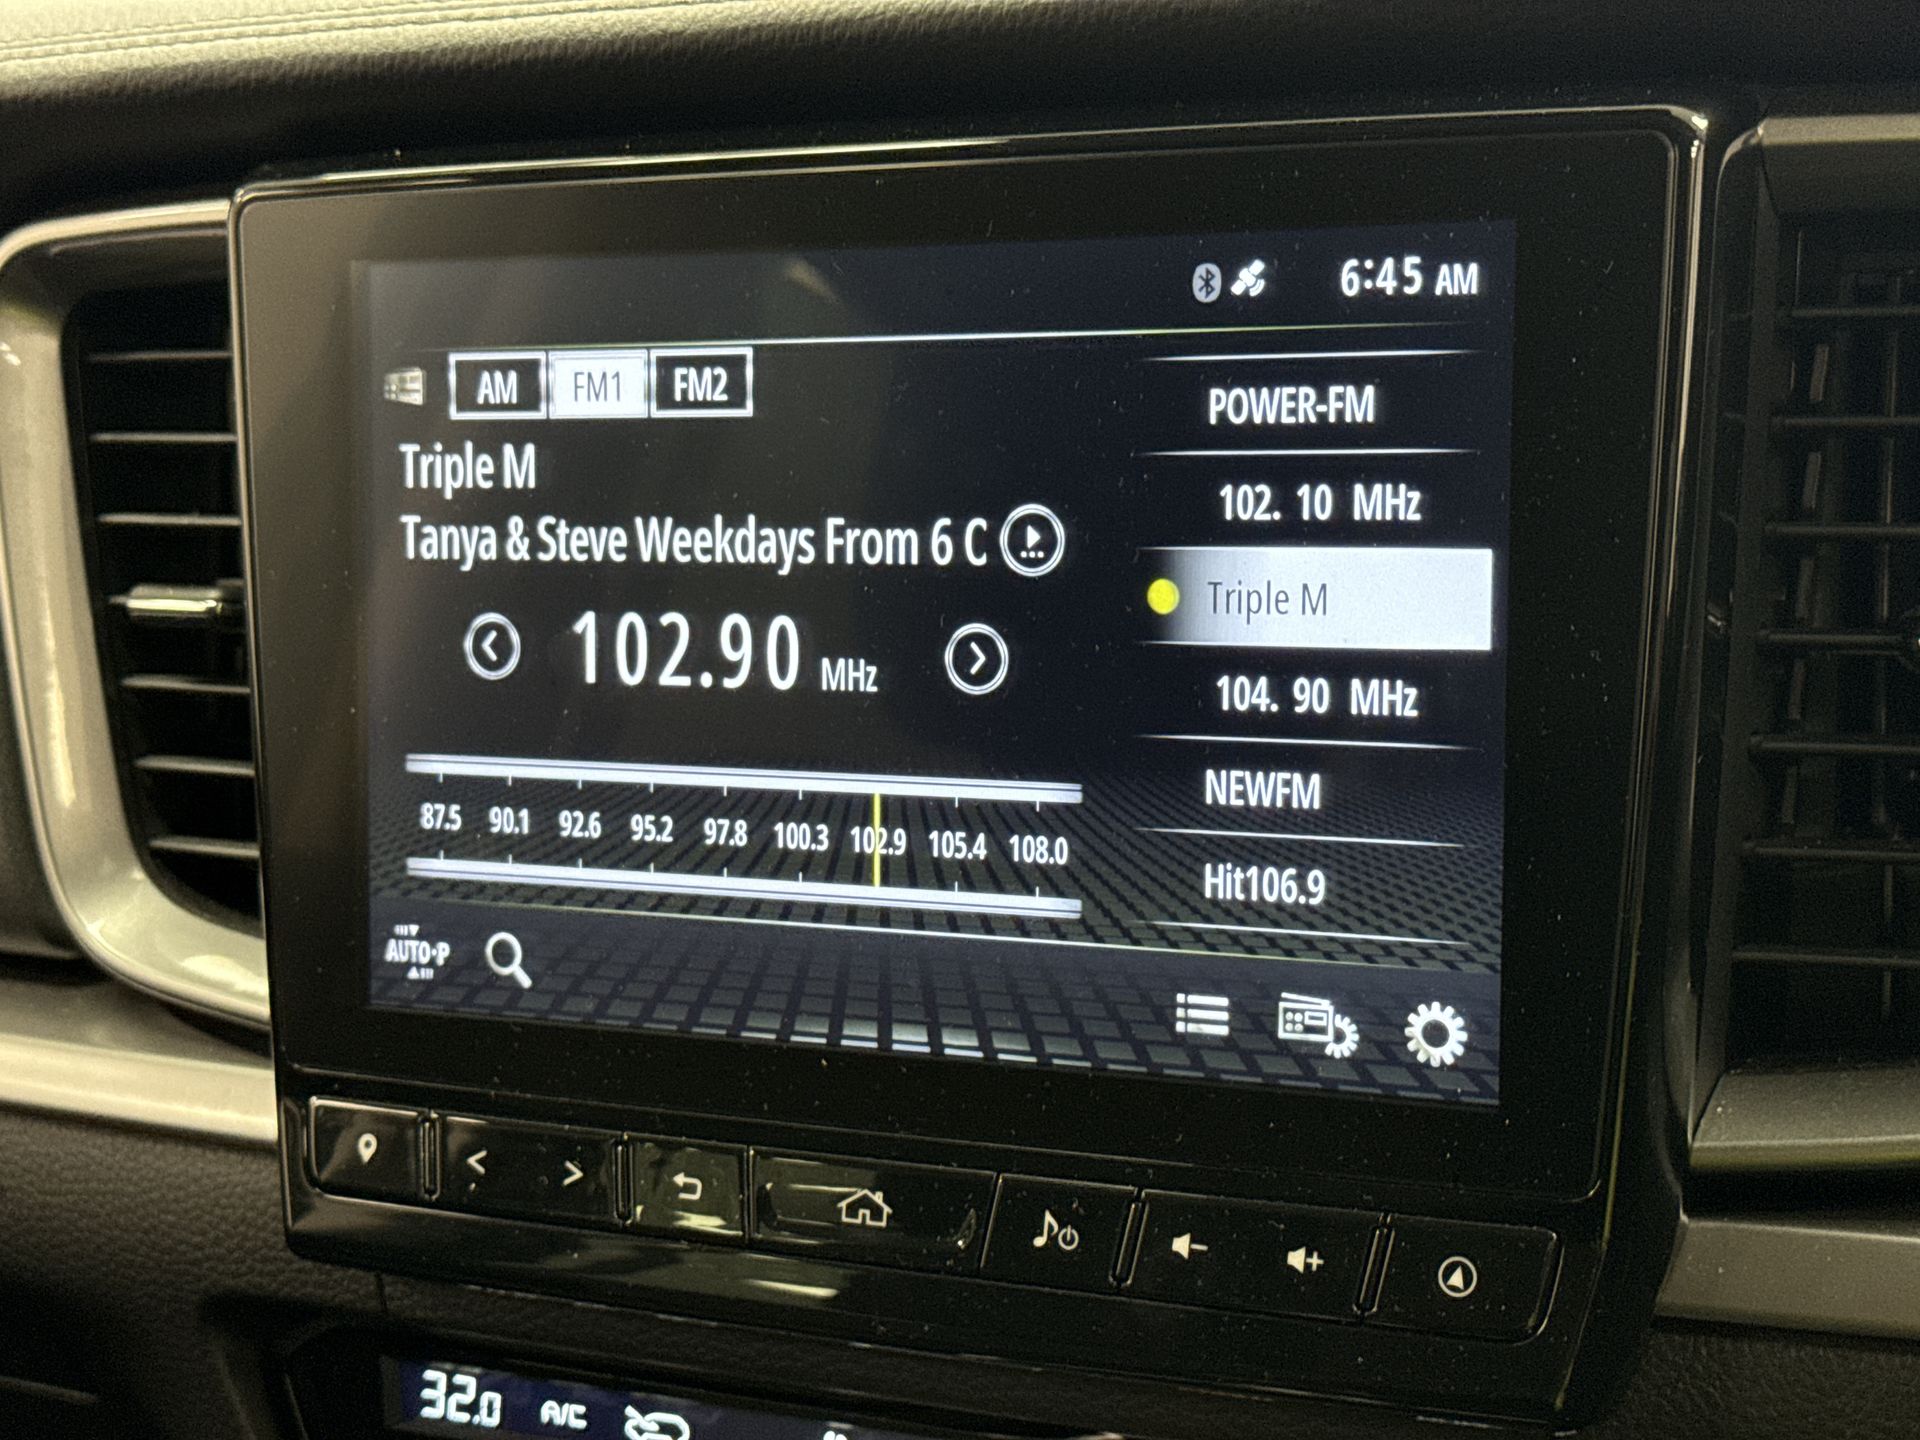 6:45 AM
AM FM1 FM2
Triple M
Tanya & Steve Weekdays From 6 C
102.90 MHz
87.5 90.1 92.6 95.2 97.8 100.3 102.9 105.4 108.0
AUTO·P
POWER-FM
102. 10 MHz
Triple M
104. 90 MHz
NEWFM
Hit106.9
32.0 A/C